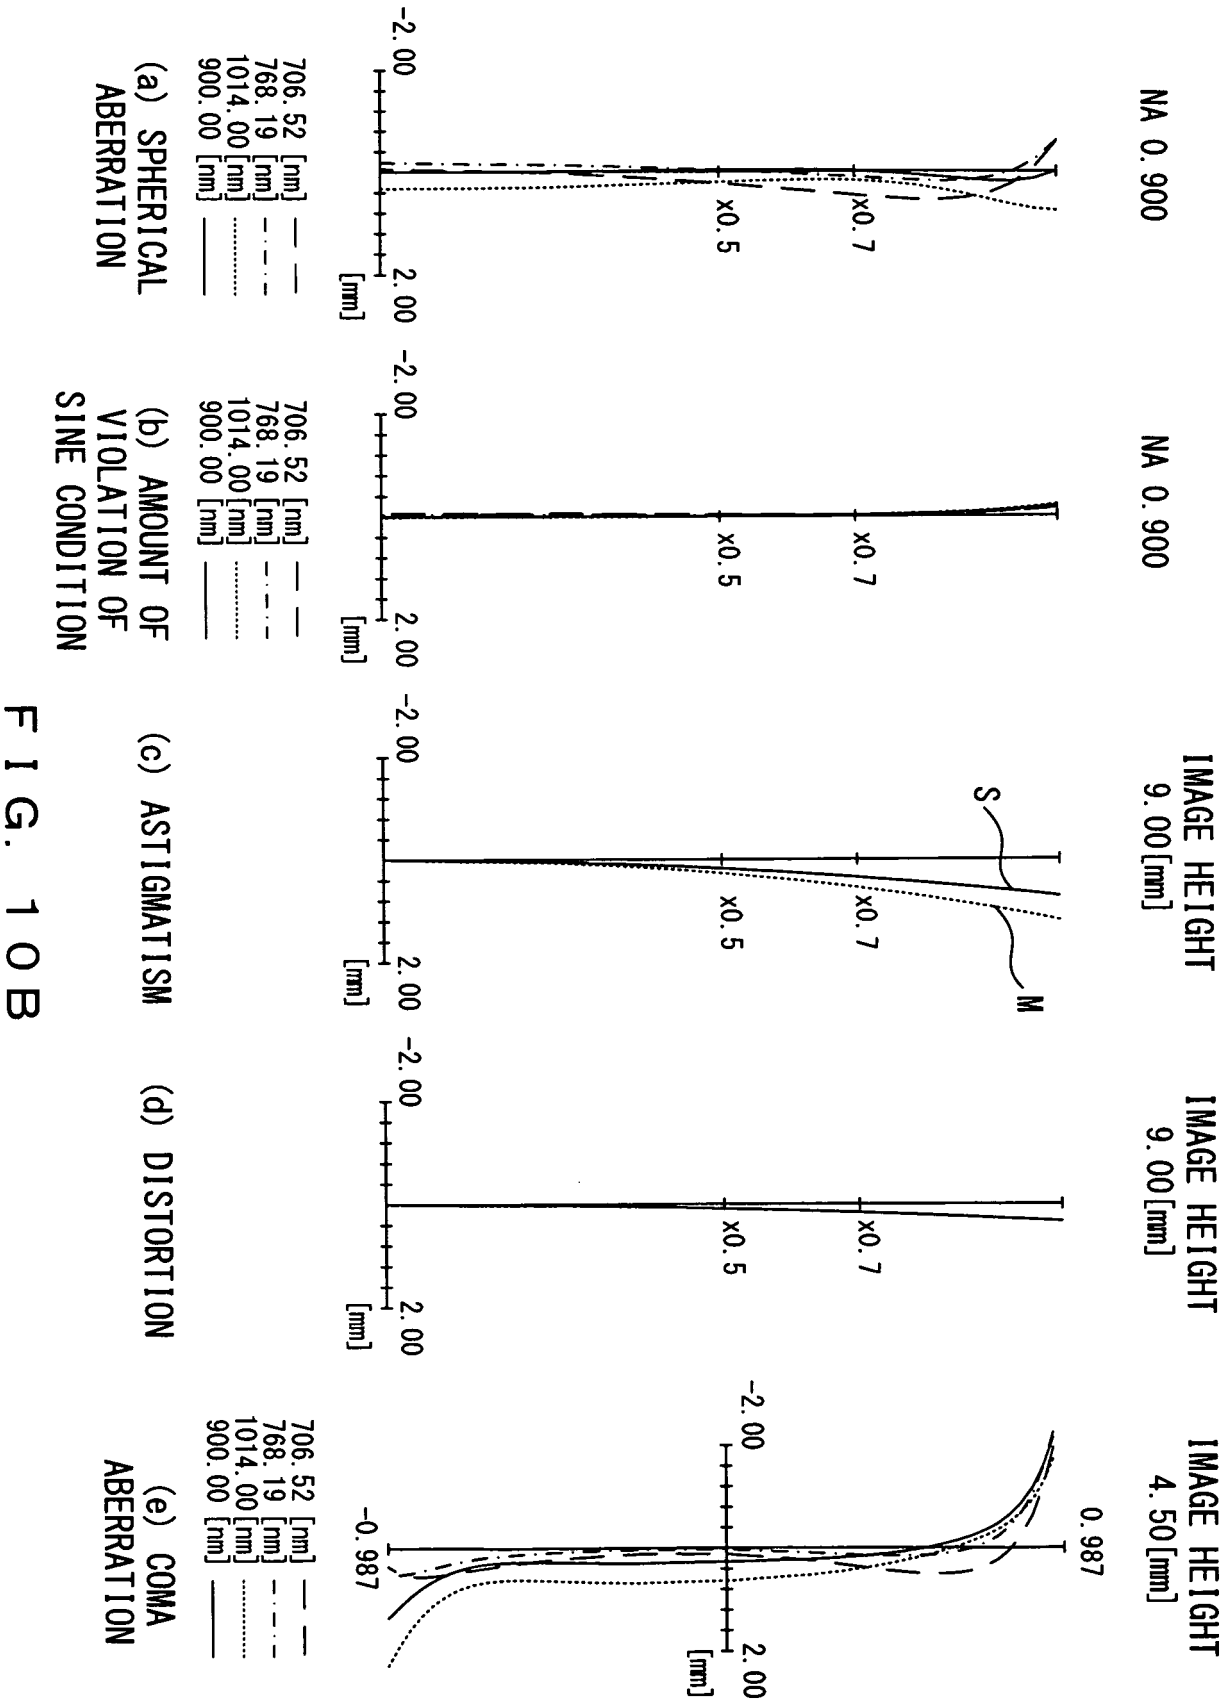 NA 0.900
-2.00
2.00
[mm]
x0.5
x0.7
706.52 [nm]
768.19 [nm]
1014.00 [nm]
900.00 [nm]
(a) SPHERICAL
ABERRATION
NA 0.900
-2.00
2.00
[mm]
x0.5
x0.7
706.52 [nm]
768.19 [nm]
1014.00 [nm]
900.00 [nm]
(b) AMOUNT OF
VIOLATION OF
SINE CONDITION
IMAGE HEIGHT
9.00[mm]
S
M
-2.00
2.00
[mm]
x0.5
x0.7
(c) ASTIGMATISM
IMAGE HEIGHT
9.00[mm]
-2.00
2.00
[mm]
x0.5
x0.7
(d) DISTORTION
IMAGE HEIGHT
4.50[mm]
0.987
-2.00
2.00
[mm]
-0.987
706.52 [nm]
768.19 [nm]
1014.00 [nm]
900.00 [nm]
(e) COMA
ABERRATION
FIG. 10B